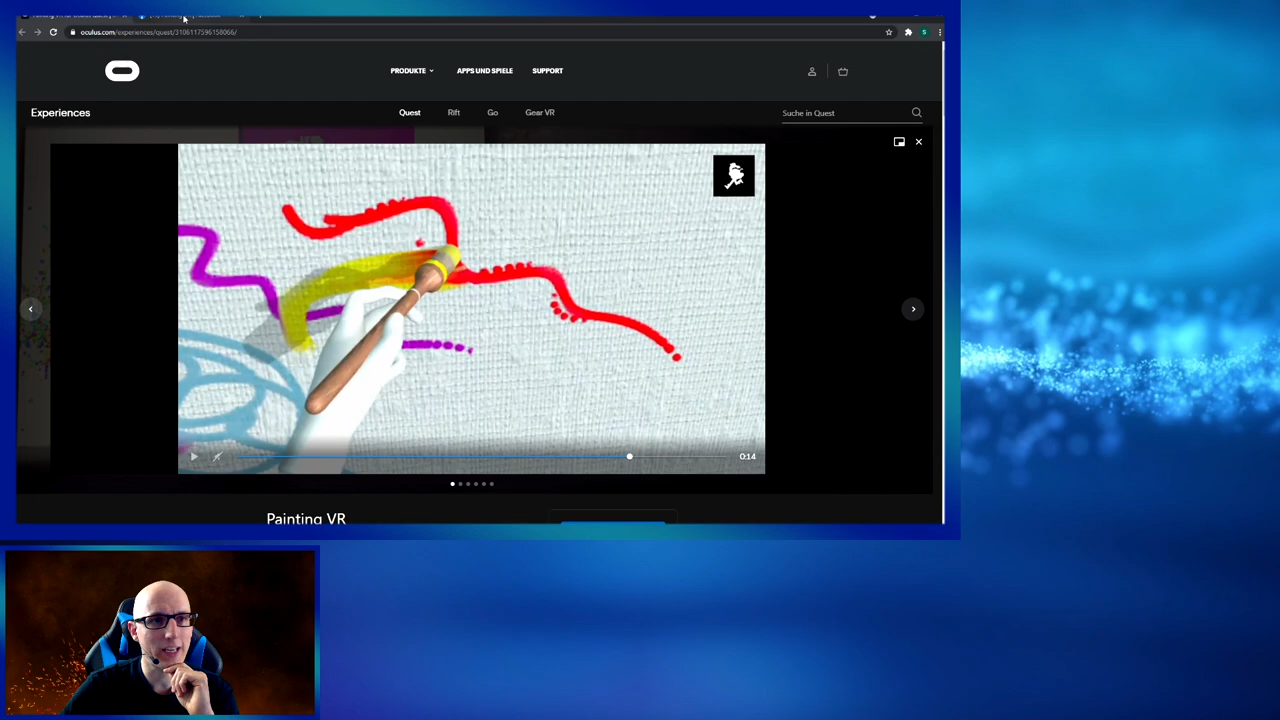 oculus.com/experiences/quest/3106117596158066/
PRODUKTE
APPS UND SPIELE
SUPPORT
Experiences
Quest
Rift
Go
Gear VR
Suche in Quest
0:14
Painting VR